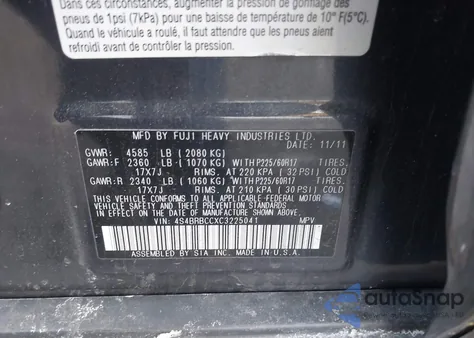 Dans ces circonstances, augmenter la pression de gonflage des
pneus de 1psi (7kPa) pour une baisse de température de 10° F(5°C).
Quand le véhicule a roulé, il faut attendre que les pneus aient
refroidi avant de contrôler la pression.
MFD BY FUJI HEAVY INDUSTRIES LTD.
DATE: 11/11
GVWR: 4585 LB (2080 KG)
GAWR:F 2360 LB (1070 KG) WITH P225/60R17 TIRES,
17X7J RIMS, AT 220 KPA ( 32 PSI) COLD
GAWR:R 2340 LB (1060 KG) WITH P225/60R17 TIRES,
17X7J RIMS, AT 210 KPA ( 30 PSI) COLD
THIS VEHICLE CONFORMS TO ALL APPLICABLE FEDERAL MOTOR
VEHICLE SAFETY AND THEFT PREVENTION STANDARDS IN
EFFECT ON THE DATE OF MANUFACTURE SHOWN ABOVE.
VIN: 4S4BRBCCXC3225041 MPV
ASSEMBLED BY SIA INC. MADE IN U.S.A.
autoSnap